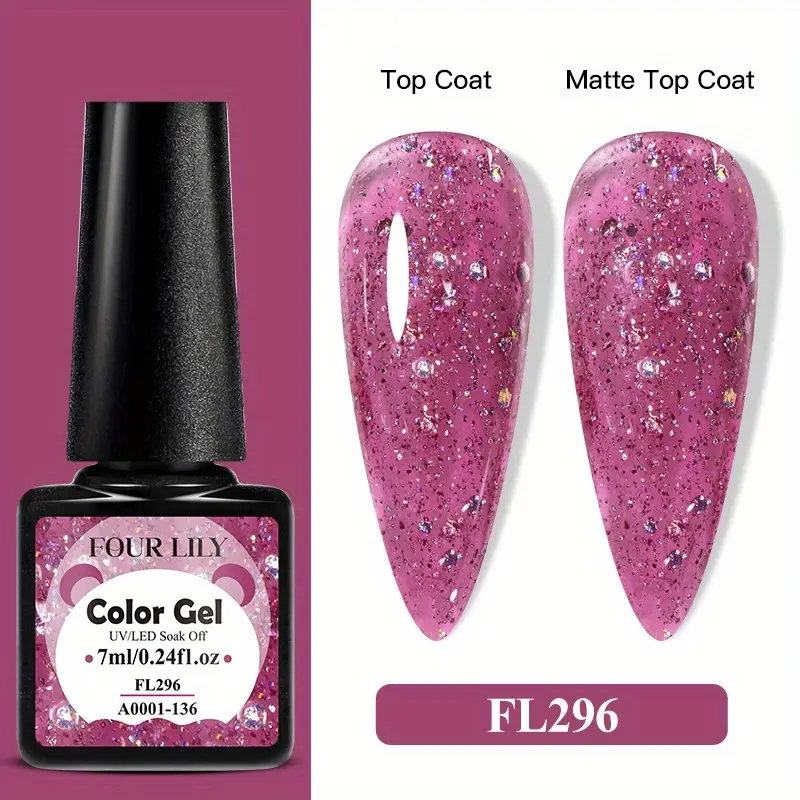 Top Coat
Matte Top Coat
FOUR LILY
Color Gel
UV/LED Soak Off
• 7ml/0.24fl.oz •
FL296
A0001-136
FL296